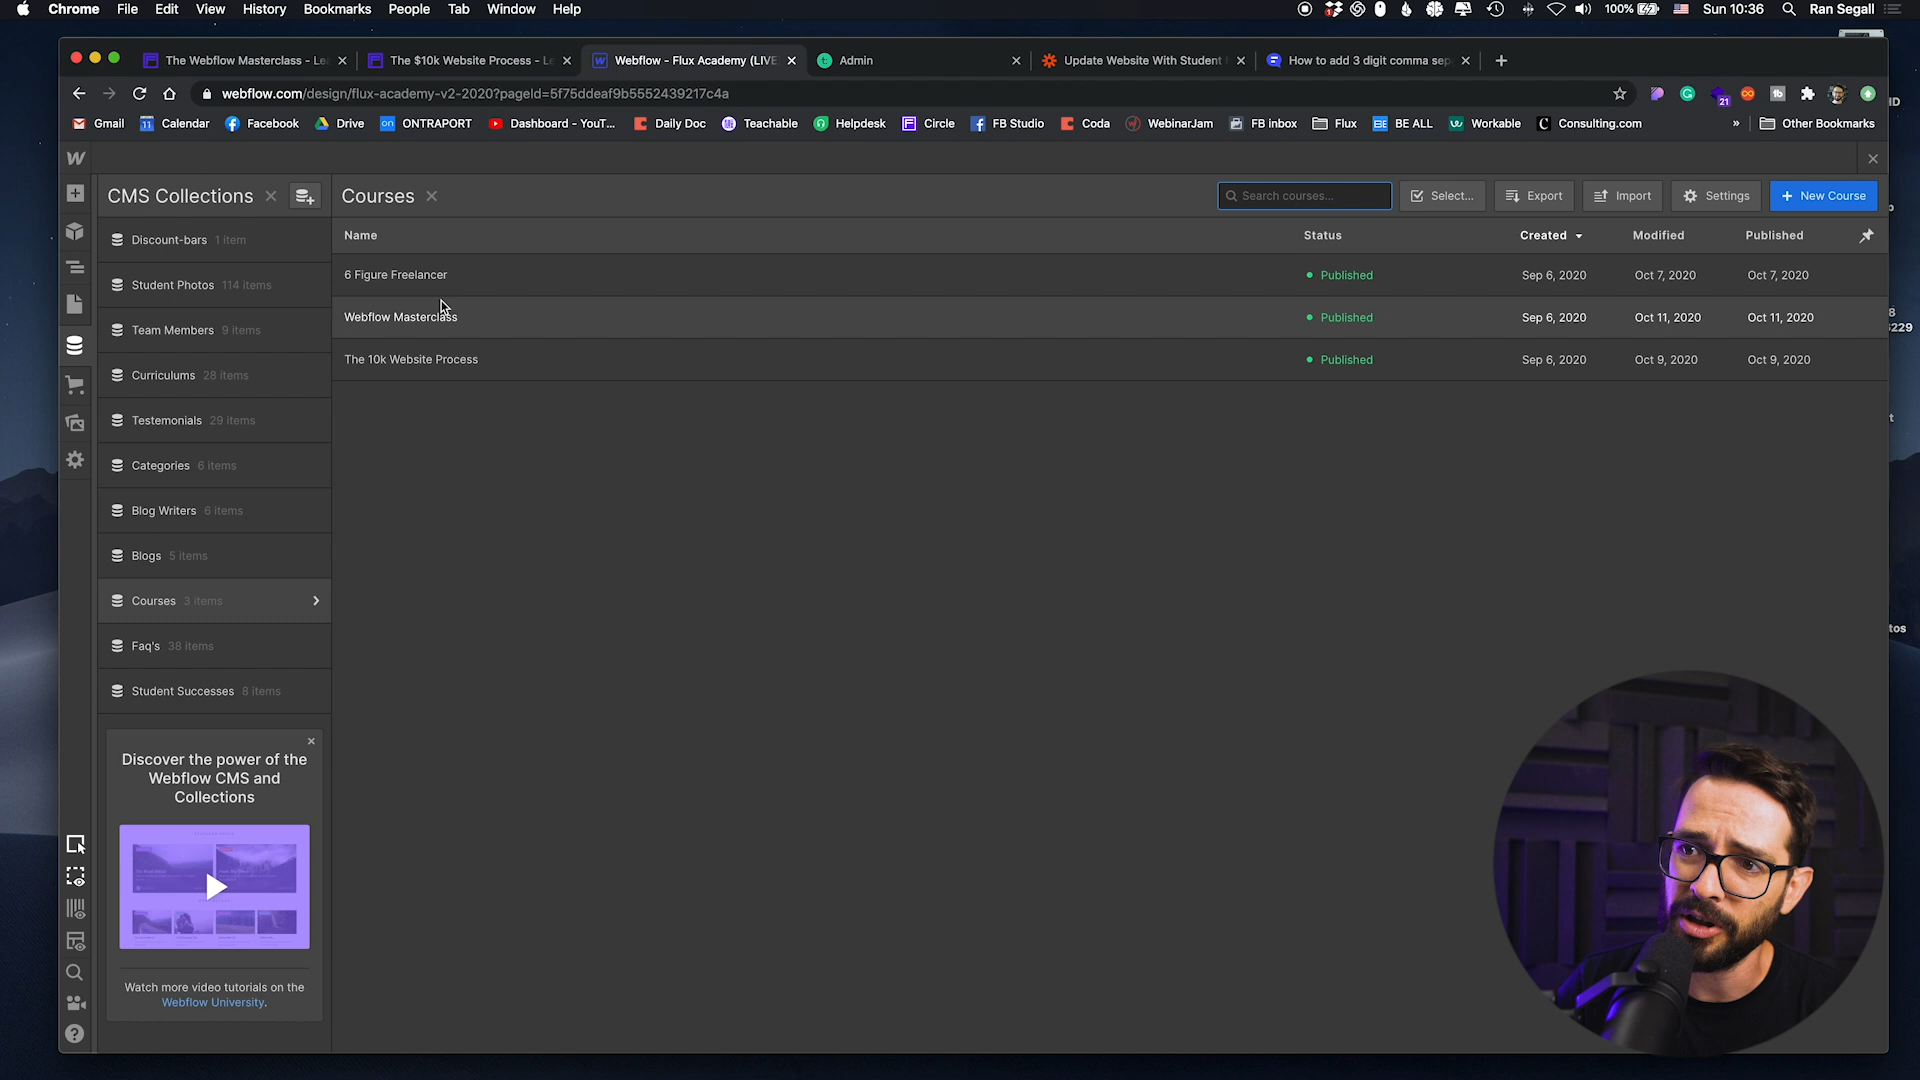 Chrome File Edit View History Bookmarks People Tab Window Help 100% Sun 10:36 Ran Segall
The Webflow Masterclass - Le
The $10k Website Process - L
Webflow - Flux Academy (LIVE
Admin
Update Website With Student
How to add 3 digit comma sep
webflow.com/design/flux-academy-v2-2020?pageId=5f75ddeaf9b5552439217c4a
21
Gmail Calendar Facebook Drive ONTRAPORT Dashboard - YouT... Daily Doc Teachable Helpdesk Circle FB Studio Coda WebinarJam FB inbox Flux BE ALL Workable Consulting.com » Other Bookmarks
CMS Collections
Courses
Search courses...
Select...
Export
Import
Settings
+ New Course
Name Status Created Modified Published
6 Figure Freelancer Published Sep 6, 2020 Oct 7, 2020 Oct 7, 2020
Webflow Masterclass Published Sep 6, 2020 Oct 11, 2020 Oct 11, 2020
The 10k Website Process Published Sep 6, 2020 Oct 9, 2020 Oct 9, 2020
Discount-bars 1 item
Student Photos 114 items
Team Members 9 items
Curriculums 28 items
Testemonials 29 items
Categories 6 items
Blog Writers 6 items
Blogs 5 items
Courses 3 items
Faq's 38 items
Student Successes 8 items
Discover the power of the
Webflow CMS and
Collections
Watch more video tutorials on the
Webflow University.